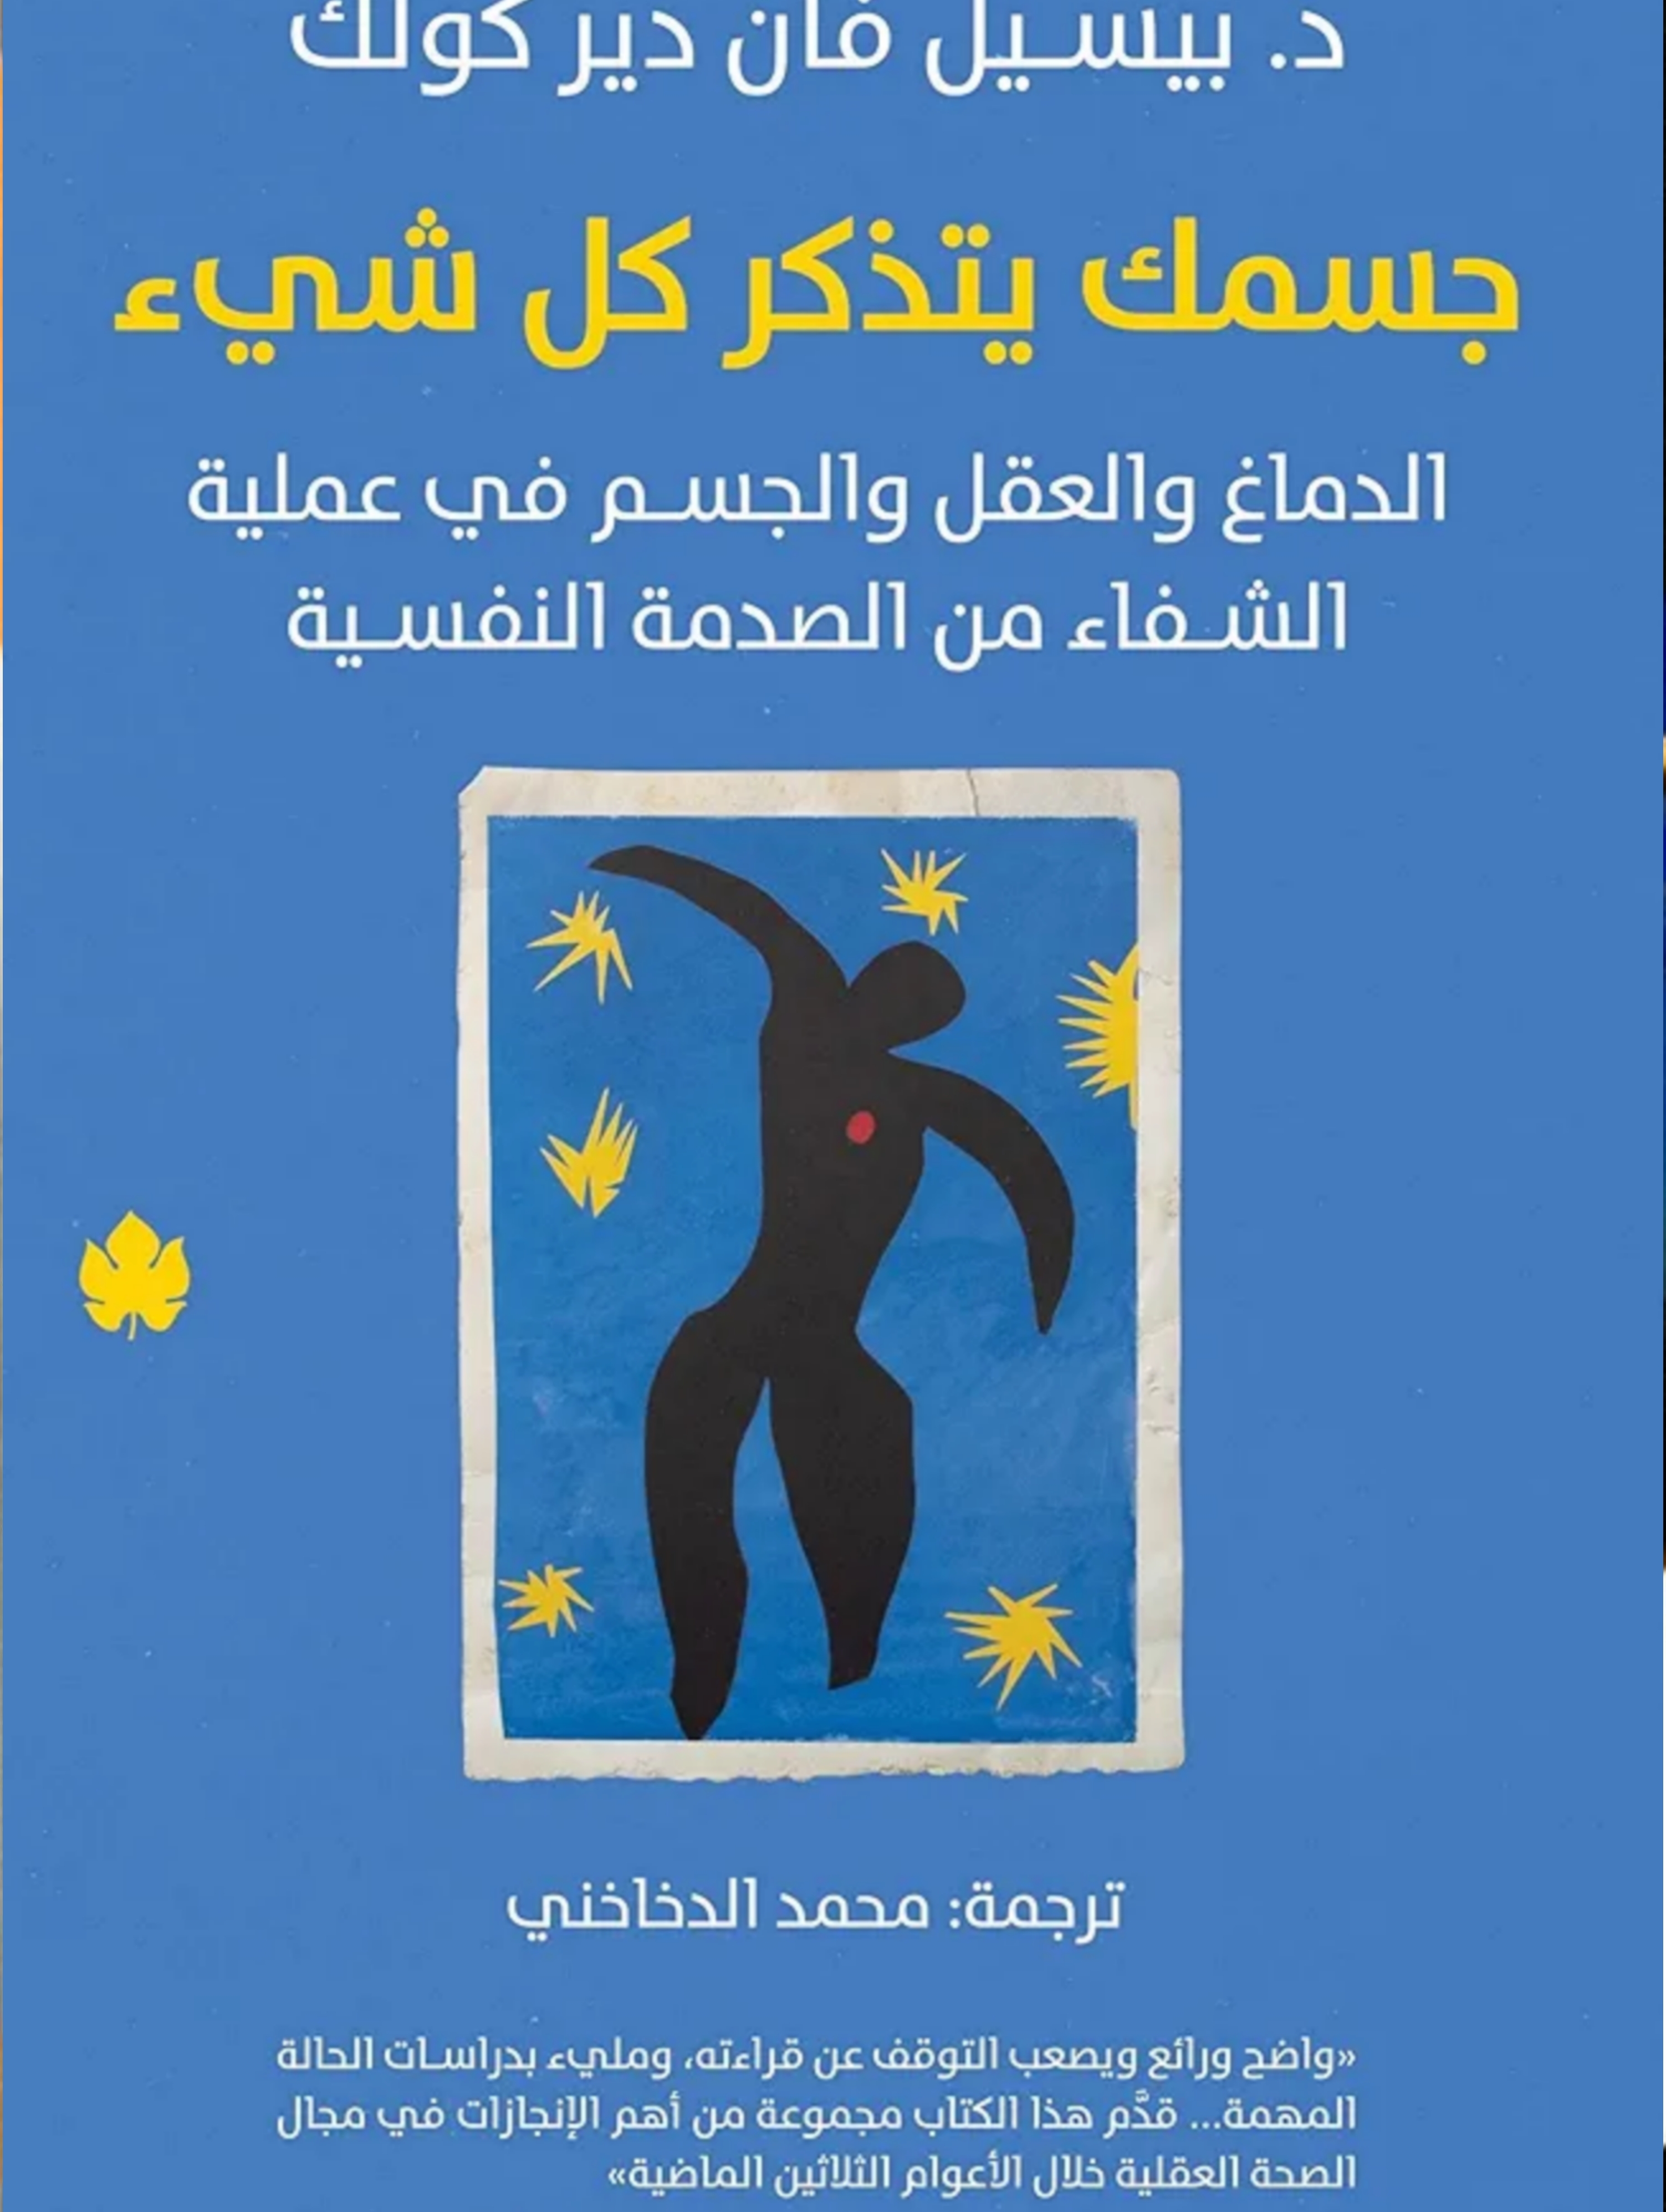 د. بيسيل فان دير كولك
جسمك يتذكر كل شيء
الدماغ والعقل والجسم في عملية
الشفاء من الصدمة النفسية
ترجمة: محمد الدخاخني
«واضح ورائع ويصعب التوقف عن قراءته، ومليء بدراسات الحالة
المهمة... قدَّم هذا الكتاب مجموعة من أهم الإنجازات في مجال
الصحة العقلية خلال الأعوام الثلاثين الماضية»